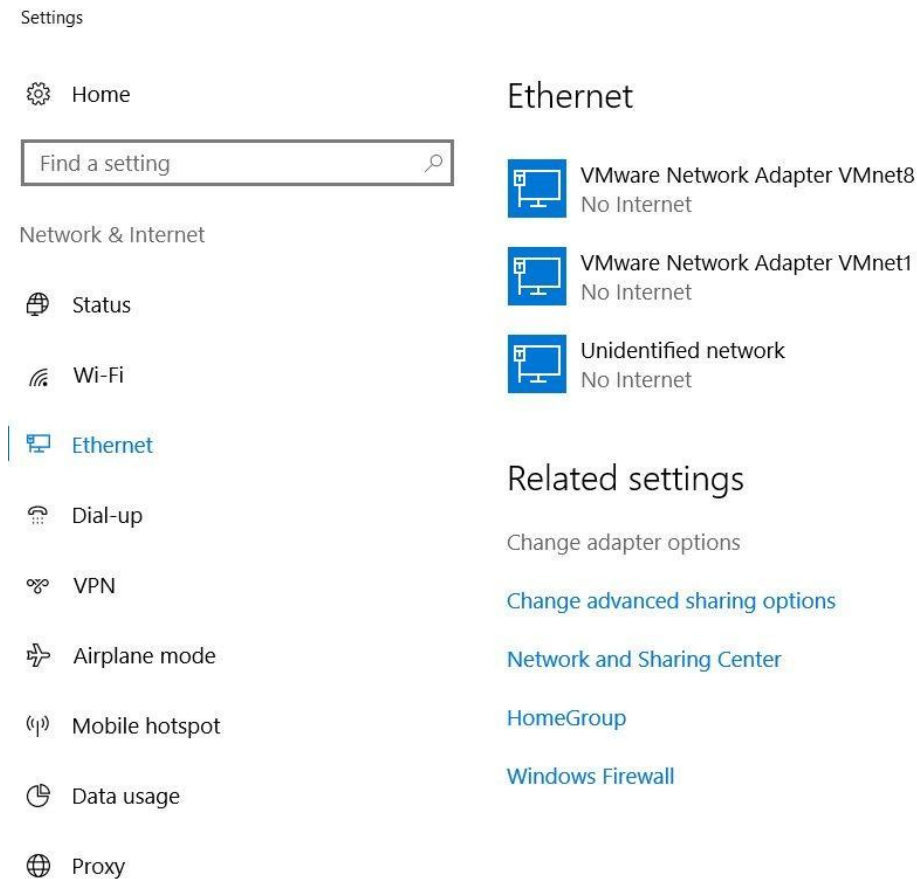 Settings
Home
Find a setting
Network & Internet
Status
Wi-Fi
Ethernet
Dial-up
VPN
Airplane mode
Mobile hotspot
Data usage
Proxy
Ethernet
VMware Network Adapter VMnet8
No Internet
VMware Network Adapter VMnet1
No Internet
Unidentified network
No Internet
Related settings
Change adapter options
Change advanced sharing options
Network and Sharing Center
HomeGroup
Windows Firewall